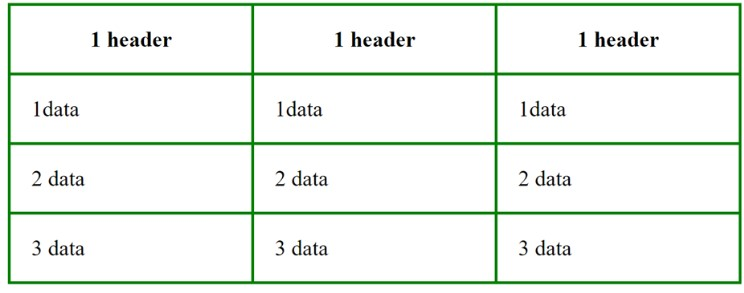 1 header 1 header 1 header
1data 1data 1data
2 data 2 data 2 data
3 data 3 data 3 data